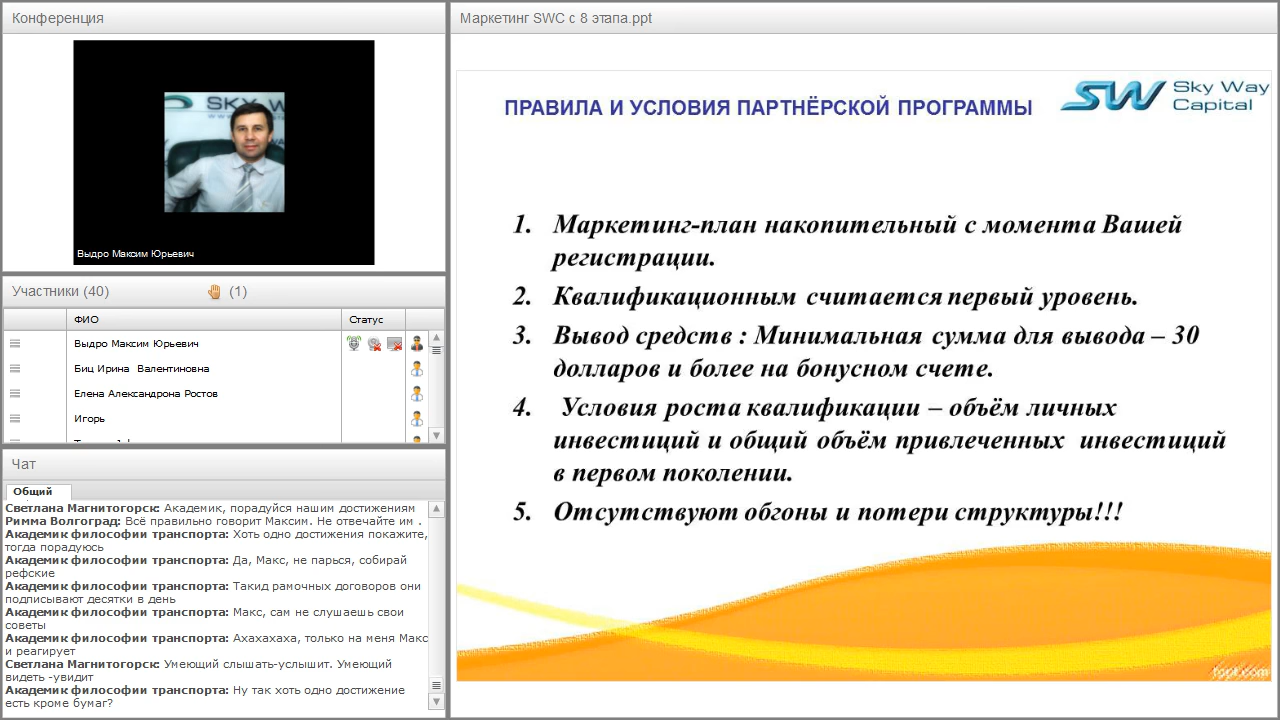 Конференция
Выдро Максим Юрьевич
Участники (40)
(1)
ФИО
Статус
Выдро Максим Юрьевич
Биц Ирина Валентиновна
Елена Александрона Ростов
Игорь
Чат
Общий
Светлана Магнитогорск: Академик, порадуйся нашим достижениям
Римма Волгоград: Всё правильно говорит Максим. Не отвечайте им .
Академик философии транспорта: Хоть одно достижения покажите,
тогда порадуюсь
Академик философии транспорта: Да, Макс, не парься, собирай
рефские
Академик философии транспорта: Такид рамочных договоров они
подписывают десятки в день
Академик философии транспорта: Макс, сам не слушаешь свои
советы
Академик философии транспорта: Ахахахаха, только на меня Макс
и реагирует
Светлана Магнитогорск: Умеющий слышать-услышит. Умеющий
видеть -увидит
Академик философии транспорта: Ну так хоть одно достижение
есть кроме бумаг?
Маркетинг SWC с 8 этапа.ppt
ПРАВИЛА И УСЛОВИЯ ПАРТНЁРСКОЙ ПРОГРАММЫ
SW Sky Way
Capital
1. Маркетинг-план накопительный с момента Вашей
регистрации.
2. Квалификационным считается первый уровень.
3. Вывод средств : Минимальная сумма для вывода – 30
долларов и более на бонусном счете.
4. Условия роста квалификации – объём личных
инвестиций и общий объём привлеченных инвестиций
в первом поколении.
5. Отсутствуют обгоны и потери структуры!!!
fppt.com